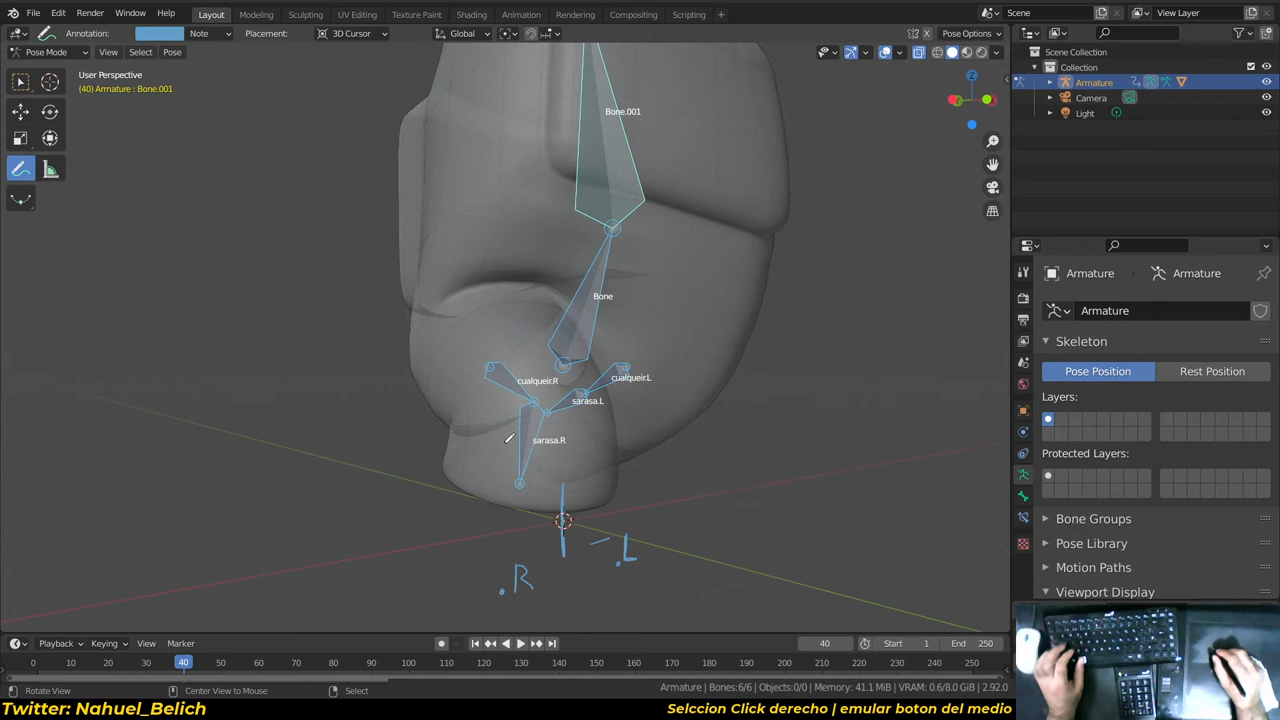 File Edit Render Window Help Layout Modeling Sculpting UV Editing Texture Paint Shading Animation Rendering Compositing Scripting Scene View Layer
Annotation: Note Placement: 3D Cursor Global Pose Options
Pose Mode View Select Pose
User Perspective
(40) Armature : Bone.001
Bone.001
Bone
cualqueir.R
cualqueir.L
sarasa.L
sarasa.R
.R
.L
Z
Scene Collection
Collection
Armature
Camera
Light
Armature Armature
Armature
Skeleton
Pose Position Rest Position
Layers:
Protected Layers:
Bone Groups
Pose Library
Motion Paths
Viewport Display
Playback Keying View Marker 40 Start 1 End 250
0 10 20 30 40 50 60 70 80 90 100 110 120 130 140 150 160 170 180 190 200 210 220 230 240 250
Rotate View Center View to Mouse Select Armature | Bones:6/6 | Objects:0/0 | Memory: 41.1 MiB | VRAM: 0.6/8.0 GiB | 2.92.0
Twitter: Nahuel_Belich Selccion Click derecho | emular boton del medio